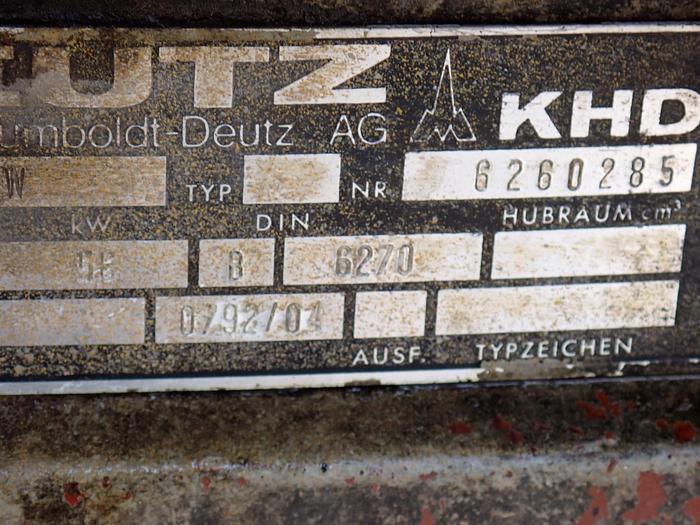 EUTZ
umboldt-Deutz AG KHD
W TYP NR 6260285
kW DIN HUBRAUM cm³
B 6270
AUSF. TYPZEICHEN